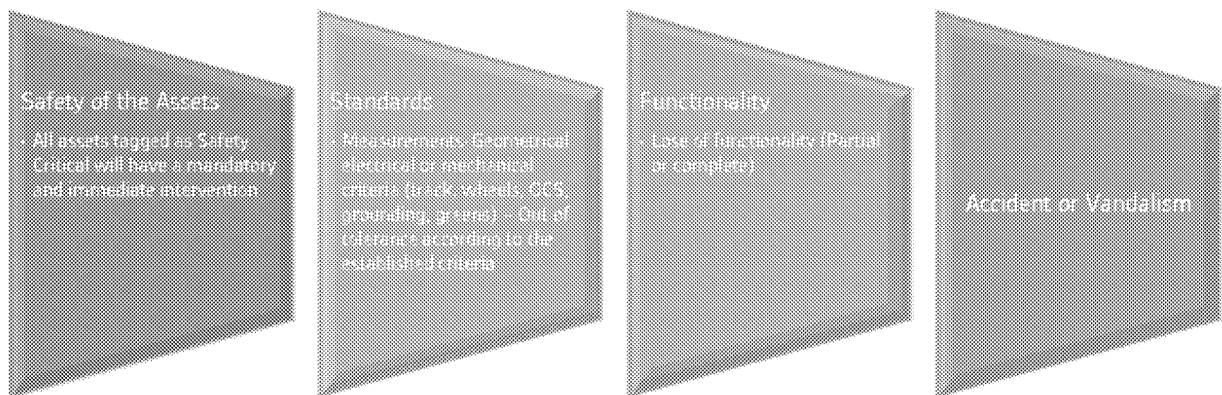 Safety of the Assets
· All assets tagged as Safety
Critical will have a mandatory
and immediate intervention
Standards
· Measurements: Geometrical
electrical or mechanical
criteria (track, wheels, OCS,
grounding, greens) – Out of
tolerance according to the
established criteria
Functionality
· Lose of functionality (Partial
or complete)
Accident or Vandalism